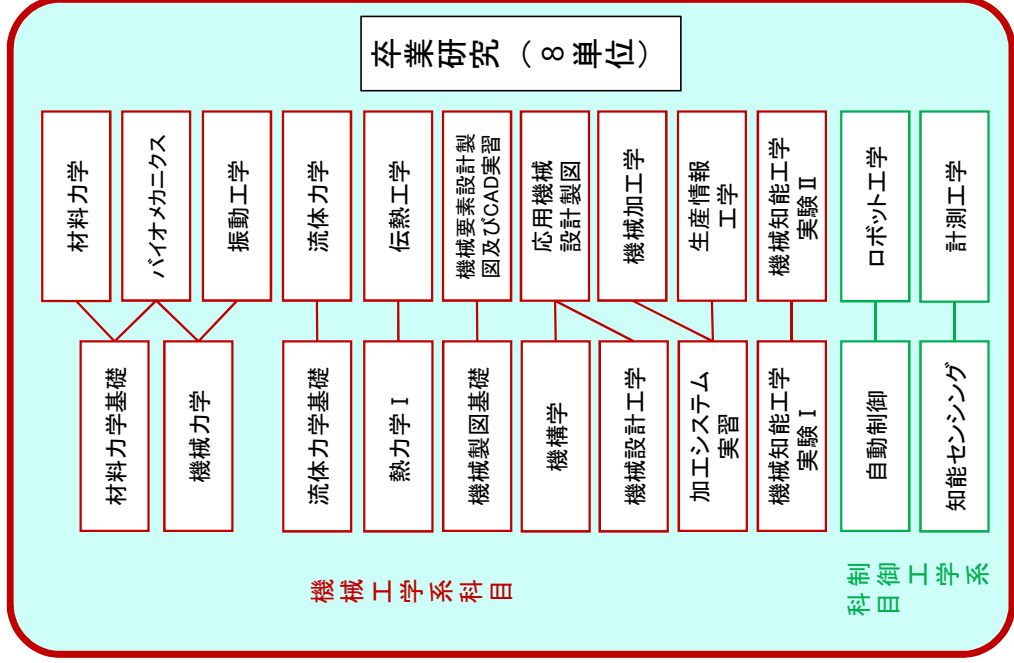 卒業研究（８単位）
材料力学
バイオメカニクス
振動工学
流体力学
伝熱工学
機械要素設計製
図及びCAD実習
応用機械
設計製図
機械加工学
生産情報
工学
機械知能工学
実験Ⅱ
ロボット工学
計測工学
材料力学基礎
機械力学
流体力学基礎
熱力学Ⅰ
機械製図基礎
機構学
機械設計工学
加工システム
実習
機械知能工学
実験Ⅰ
自動制御
知能センシング
機械工学系科目
制御工学系
科目